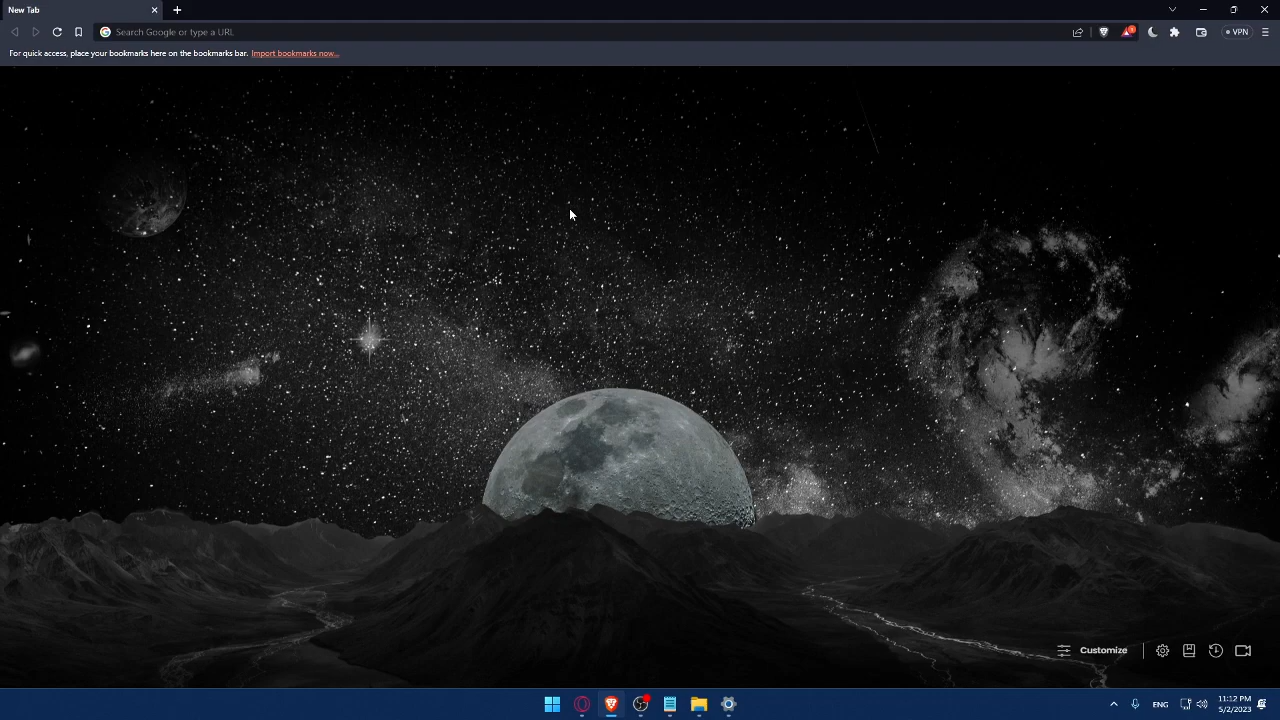 New Tab
Search Google or type a URL
VPN
For quick access, place your bookmarks here on the bookmarks bar. Import bookmarks now...
Customize
ENG
11:12 PM
5/2/2023